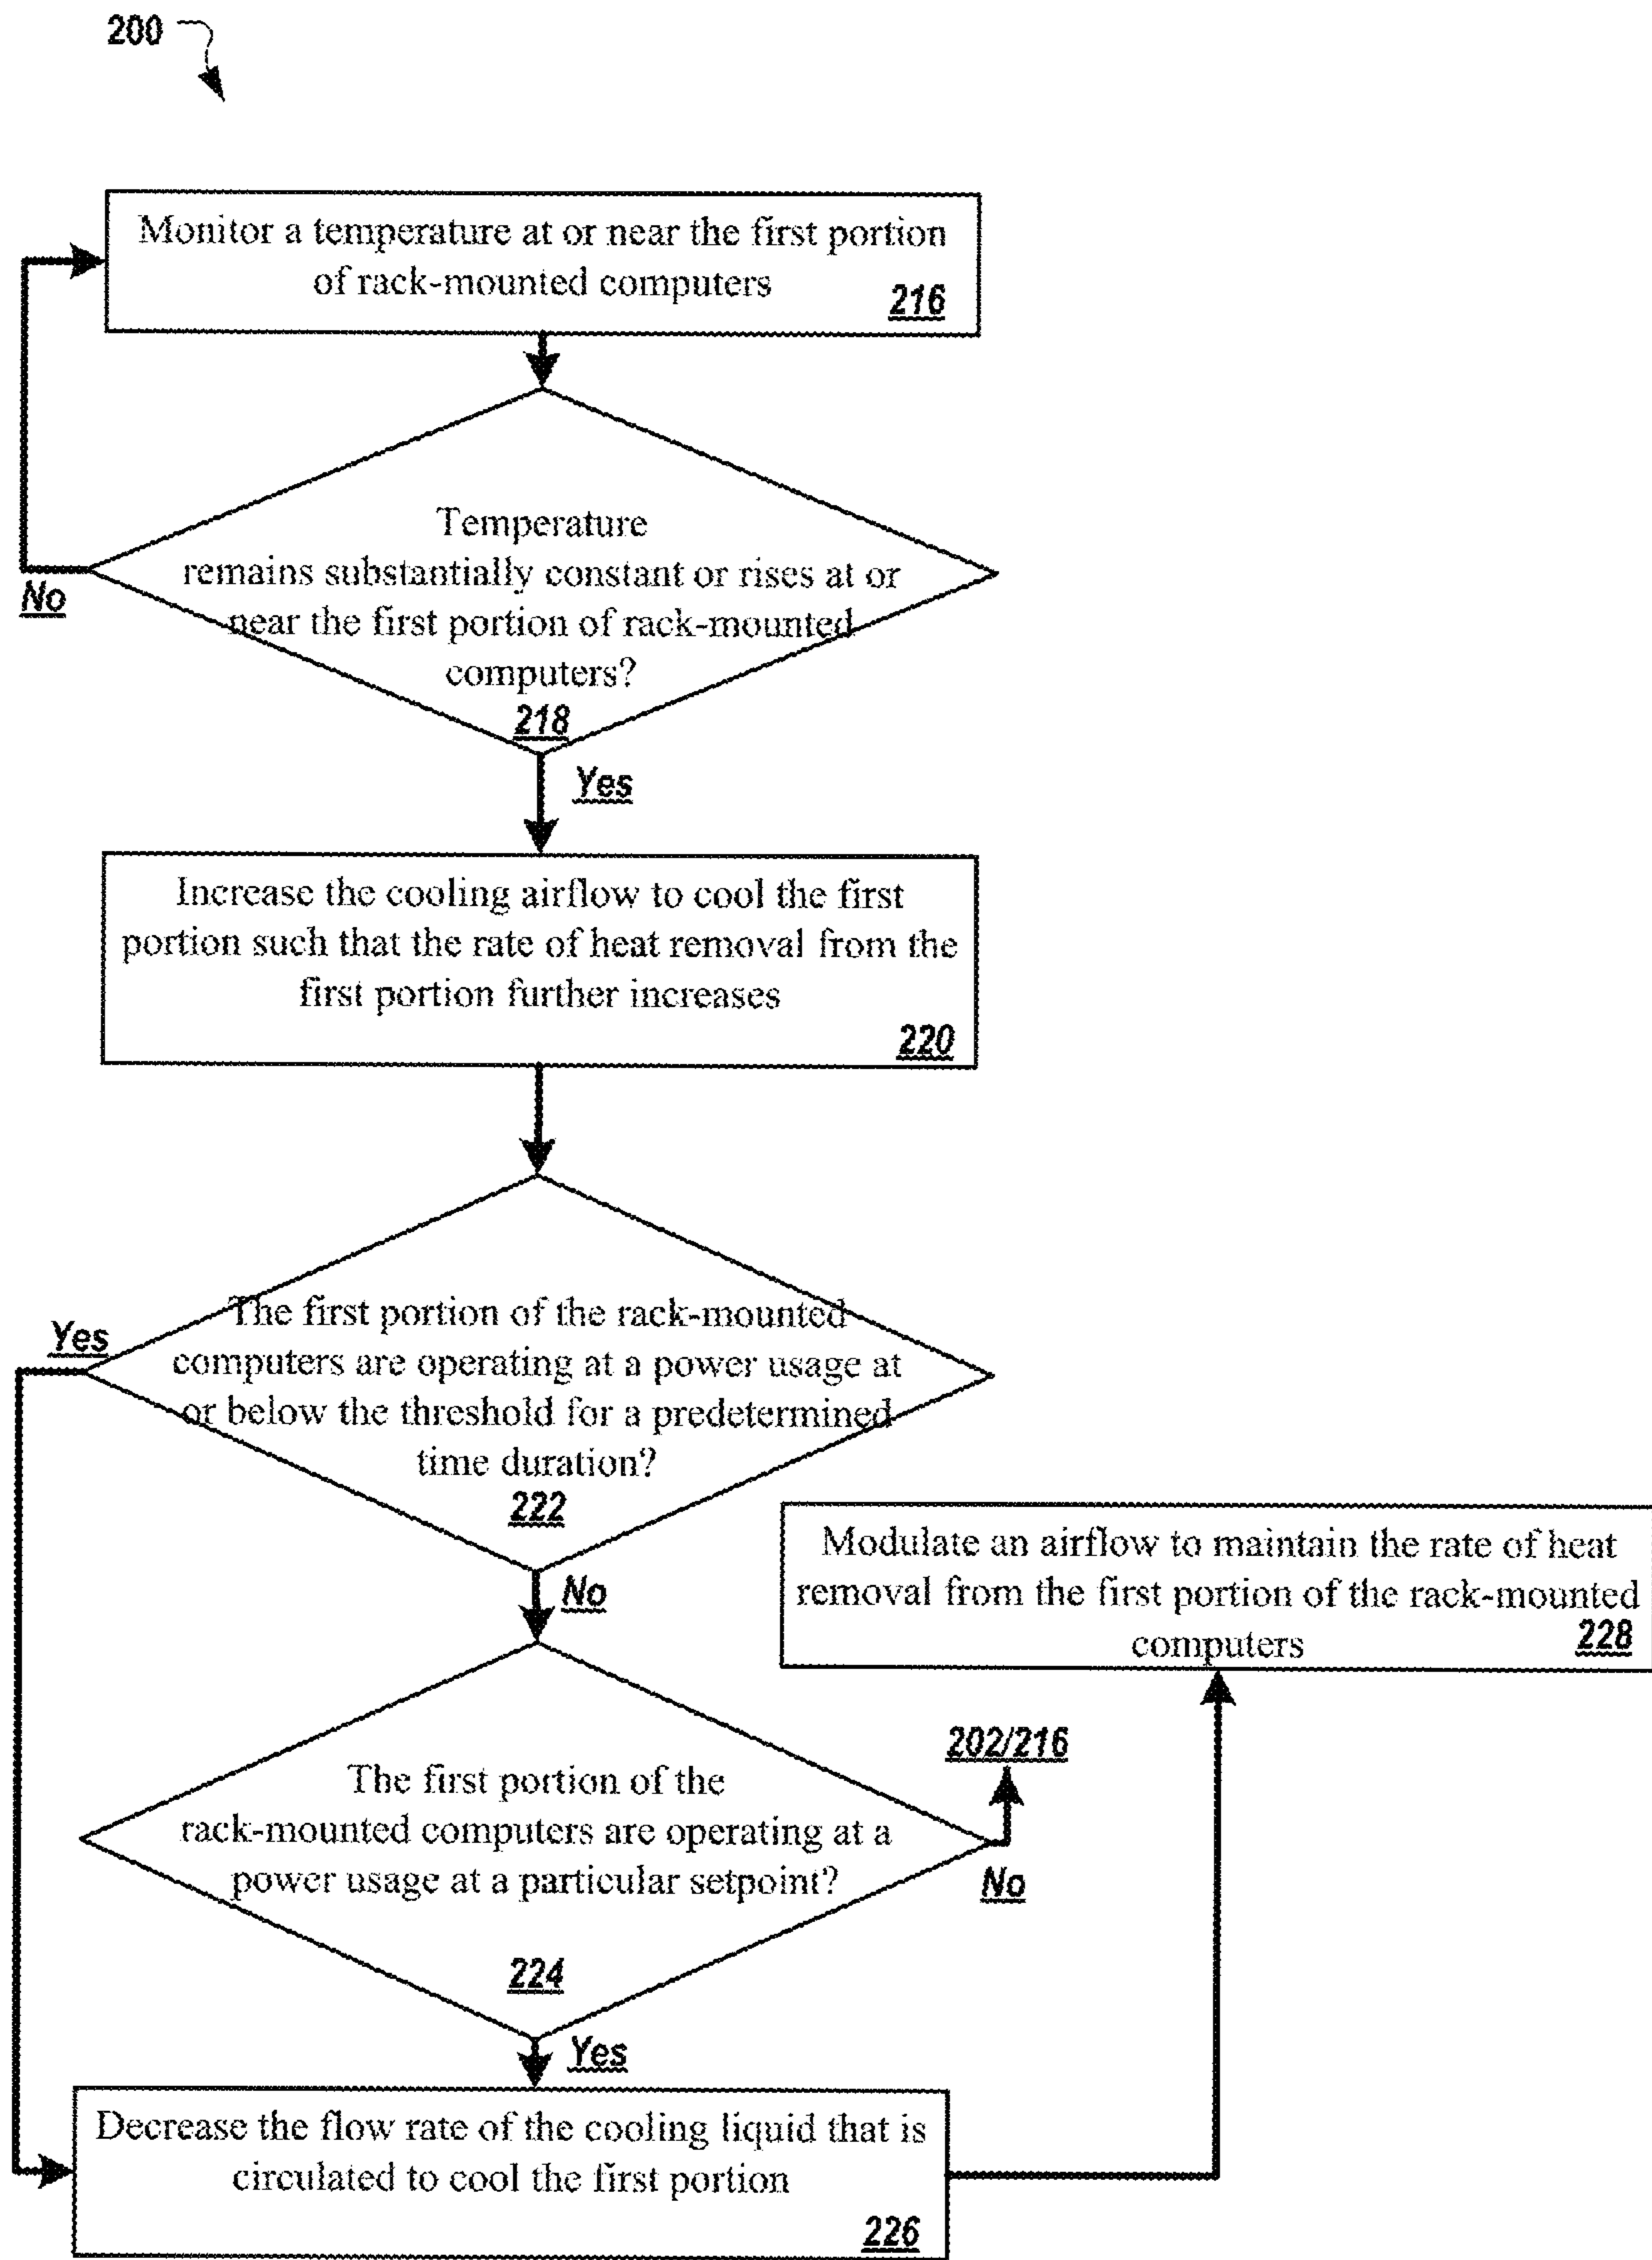 200
Monitor a temperature at or near the first portion
of rack-mounted computers
216
Temperature
remains substantially constant or rises at or
near the first portion of rack-mounted
computers?
218
No
Yes
Increase the cooling airflow to cool the first
portion such that the rate of heat removal from the
first portion further increases
220
The first portion of the rack-mounted
computers are operating at a power usage at
or below the threshold for a predetermined
time duration?
222
Yes
No
Modulate an airflow to maintain the rate of heat
removal from the first portion of the rack-mounted
computers
228
202/216
The first portion of the
rack-mounted computers are operating at a
power usage at a particular setpoint?
224
No
Yes
Decrease the flow rate of the cooling liquid that is
circulated to cool the first portion
226